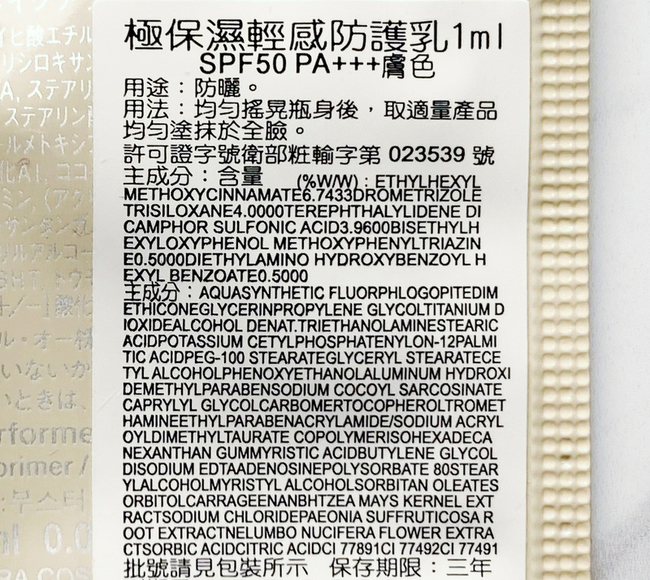 極保濕輕感防護乳1ml
SPF50 PA+++膚色
用途：防曬。
用法：均勻搖晃瓶身後，取適量產品
均勻塗抹於全臉。
許可證字號衛部粧輸字第 023539 號
主成分：含量 (%W/W)：ETHYLHEXYL
METHOXYCINNAMATE6.7433DROMETRIZOLE
TRISILOXANE4.0000TEREPHTHALYLIDENE DI
CAMPHOR SULFONIC ACID3.9600BISETHYLH
EXYLOXYPHENOL METHOXYPHENYLTRIAZIN
E0.5000DIETHYLAMINO HYDROXYBENZOYL H
EXYL BENZOATE0.5000
主成分：AQUASYNTHETIC FLUORPHLOGOPITEDIM
ETHICONEGLYCERINPROPYLENE GLYCOLTITANIUM D
IOXIDEALCOHOL DENAT.TRIETHANOLAMINESTEARIC
ACIDPOTASSIUM CETYLPHOSPHATENYLON-12PALMI
TIC ACIDPEG-100 STEARATEGLYCERYL STEARATECE
TYL ALCOHOLPHENOXYETHANOLALUMINUM HYDROXI
DEMETHYLPARABENSODIUM COCOYL SARCOSINATE
CAPRYLYL GLYCOLCARBOMERTOCOPHEROLTROMET
HAMINEETHYLPARABENACRYLAMIDE/SODIUM ACRYL
OYLDIMETHYLTAURATE COPOLYMERISOHEXADECA
NEXANTHAN GUMMYRISTIC ACIDBUTYLENE GLYCOL
DISODIUM EDTAADENOSINEPOLYSORBATE 80STEAR
YLALCOHOLMYRISTYL ALCOHOLSORBITAN OLEATES
ORBITOLCARRAGEENANBHTZEA MAYS KERNEL EXT
RACTSODIUM CHLORIDEPAEONIA SUFFRUTICOSA R
OOT EXTRACTNELUMBO NUCIFERA FLOWER EXTRA
CTSORBIC ACIDCITRIC ACIDCI 77891CI 77492CI 77491
批號請見包裝所示 保存期限：三年